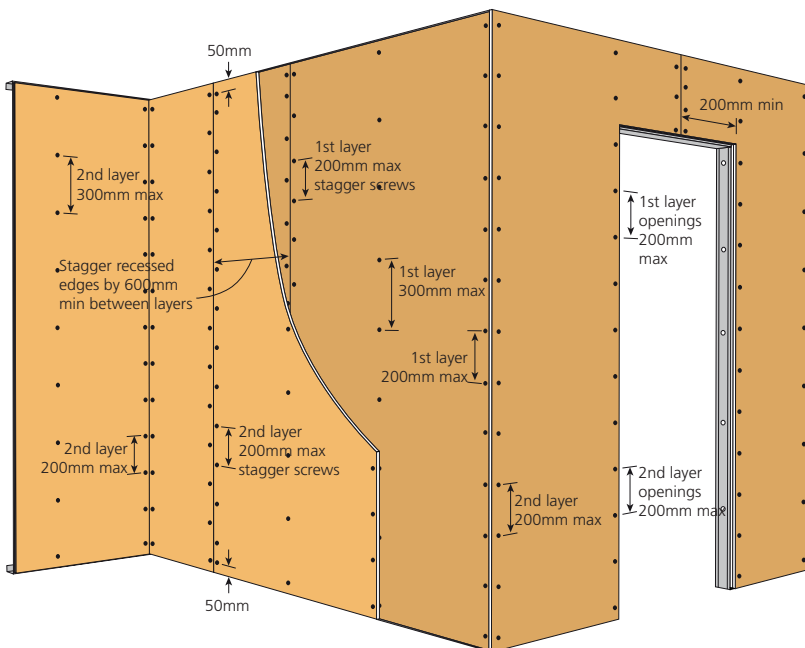 50mm
200mm min
1st layer
200mm max
stagger screws
2nd layer
300mm max
1st layer
openings
200mm
max
Stagger recessed
edges by 600mm
min between layers
1st layer
300mm max
1st layer
200mm max
2nd layer
200mm max
2nd layer
200mm max
stagger screws
2nd layer
200mm max
2nd layer
openings
200mm max
50mm